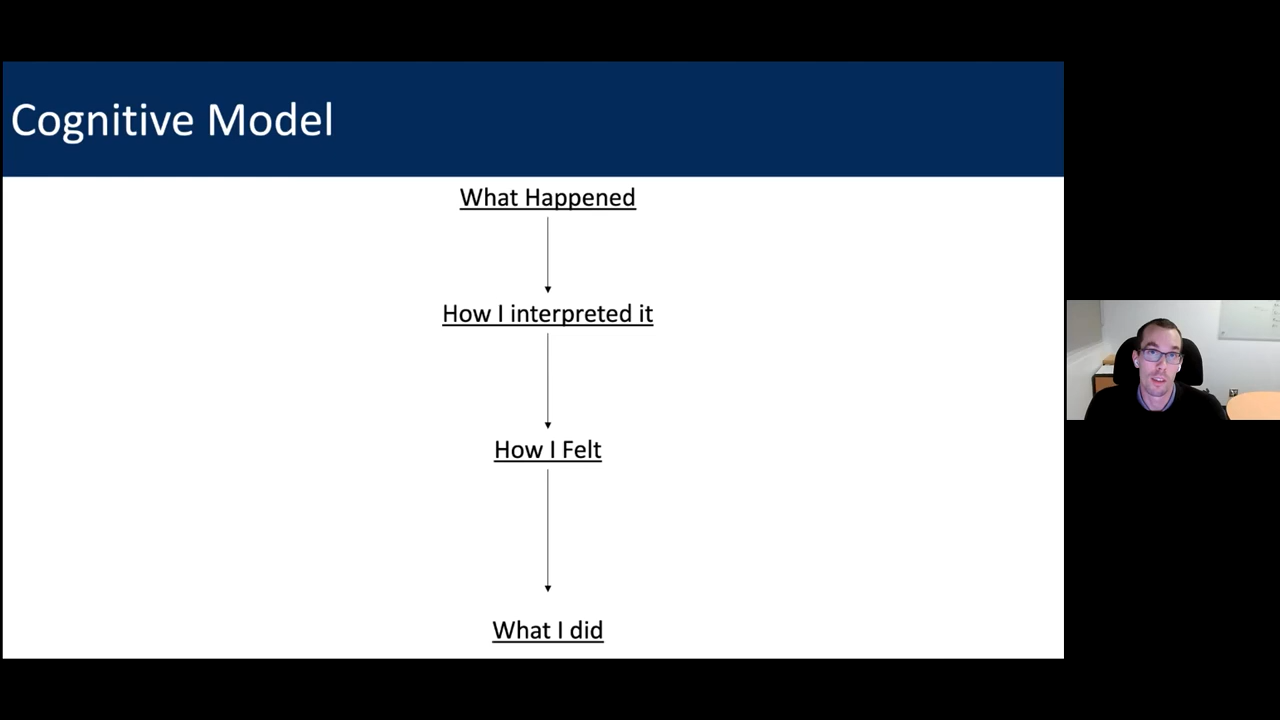 Cognitive Model
What Happened
How I interpreted it
How I Felt
What I did